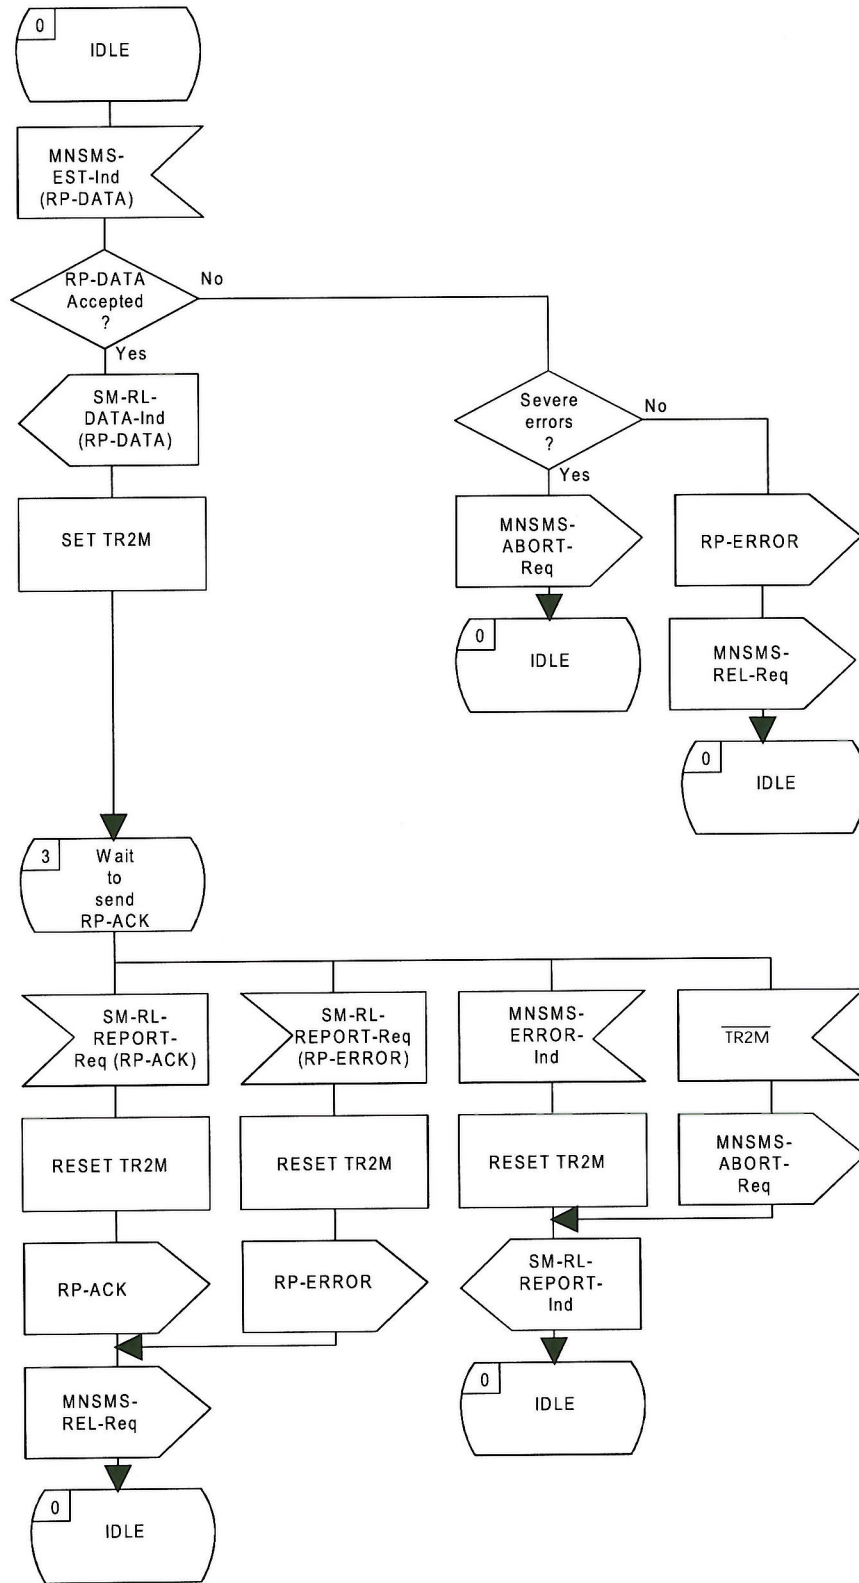 0
IDLE
MNSMS-
EST-Ind
(RP-DATA)
RP-DATA
Accepted
?
No
Yes
SM-RL-
DATA-Ind
(RP-DATA)
SET TR2M
Severe
errors
?
No
Yes
MNSMS-
ABORT-
Req
0
IDLE
RP-ERROR
MNSMS-
REL-Req
0
IDLE
3
Wait
to
send
RP-ACK
SM-RL-
REPORT-
Req (RP-ACK)
RESET TR2M
RP-ACK
SM-RL-
REPORT-Req
(RP-ERROR)
RESET TR2M
RP-ERROR
MNSMS-
REL-Req
0
IDLE
MNSMS-
ERROR-
Ind
RESET TR2M
TR2M
MNSMS-
ABORT-
Req
SM-RL-
REPORT-
Ind
0
IDLE